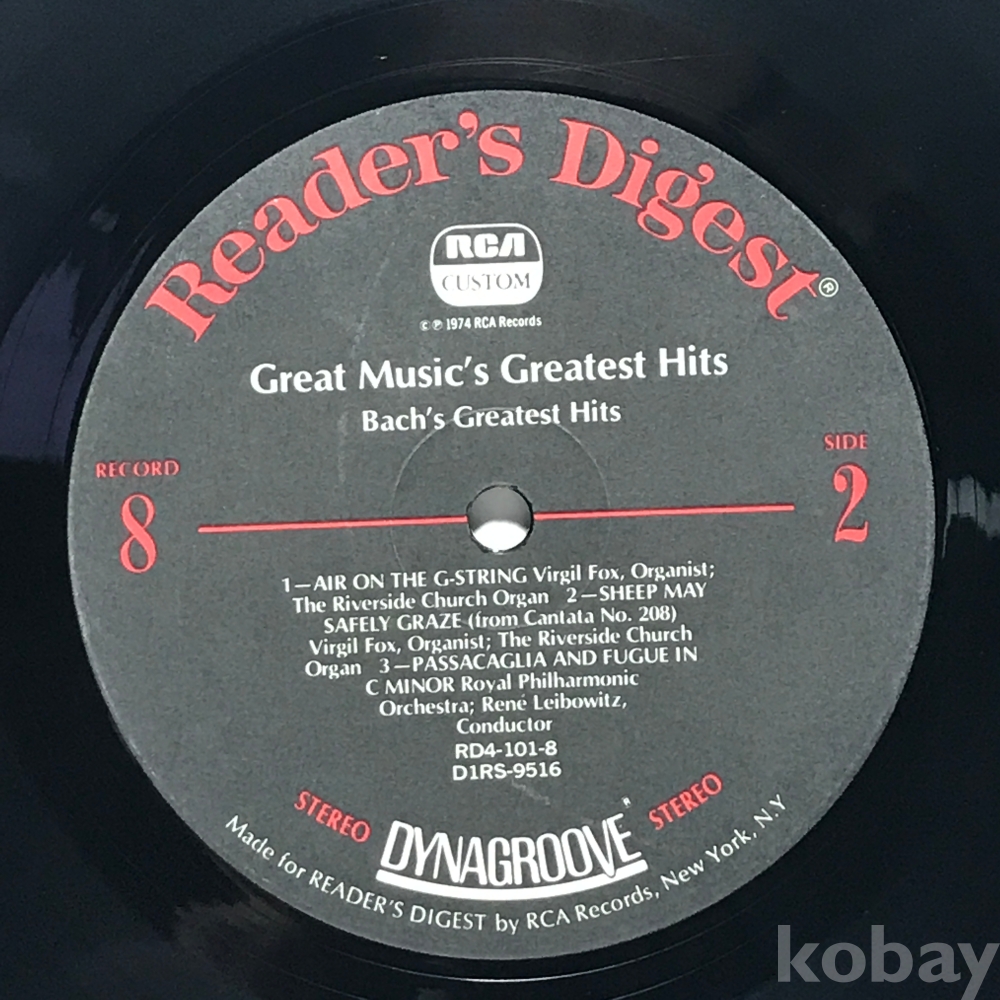 Reader's Digest®
RCA
CUSTOM
© ℗ 1974 RCA Records
Great Music's Greatest Hits
Bach's Greatest Hits
RECORD
8
SIDE
2
1—AIR ON THE G-STRING Virgil Fox, Organist;
The Riverside Church Organ 2—SHEEP MAY
SAFELY GRAZE (from Cantata No. 208)
Virgil Fox, Organist; The Riverside Church
Organ 3—PASSACAGLIA AND FUGUE IN
C MINOR Royal Philharmonic
Orchestra; René Leibowitz,
Conductor
RD4-101-8
D1RS-9516
STEREO DYNAGROOVE® STEREO
Made for READER'S DIGEST by RCA Records, New York, N.Y
kobay